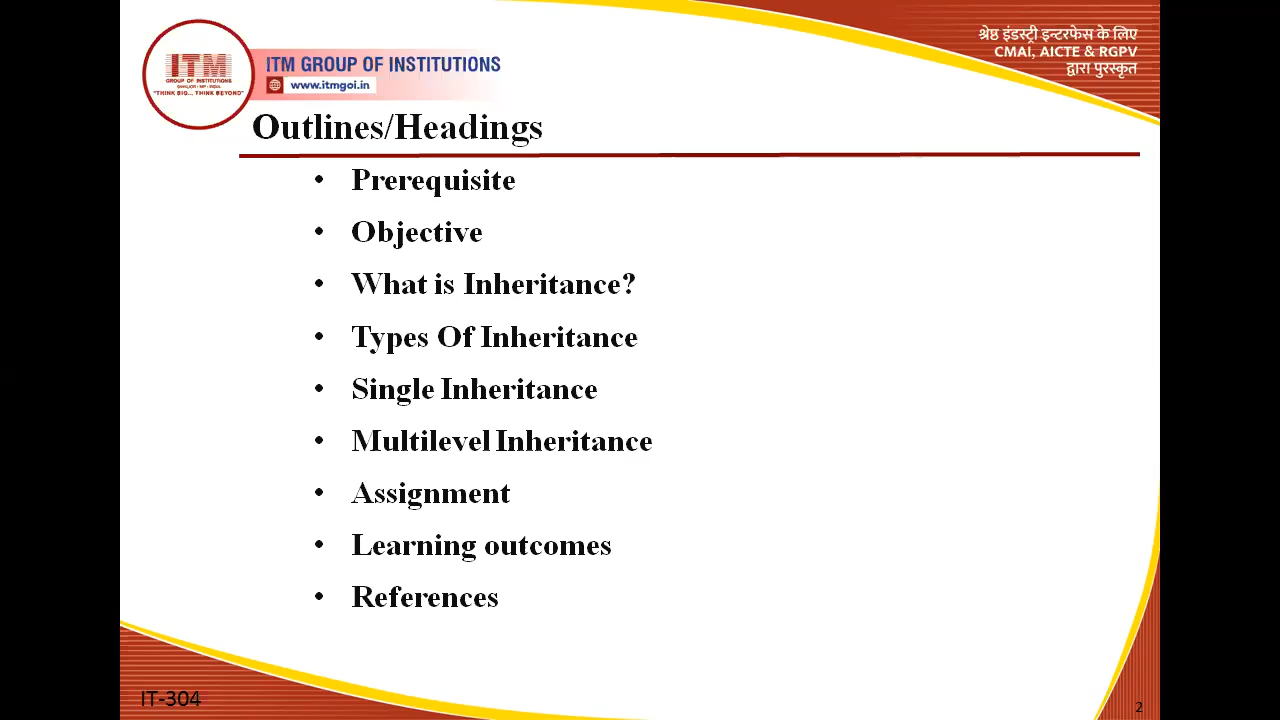 ITM
GROUP OF INSTITUTIONS
GWALIOR • MP • INDIA
"THINK BIG... THINK BEYOND"
ITM GROUP OF INSTITUTIONS
www.itmgoi.in
श्रेष्ठ इंडस्ट्री इन्टरफेस के लिए
CMAI, AICTE & RGPV
द्वारा पुरस्कृत
Outlines/Headings
• Prerequisite
• Objective
• What is Inheritance?
• Types Of Inheritance
• Single Inheritance
• Multilevel Inheritance
• Assignment
• Learning outcomes
• References
IT-304
2